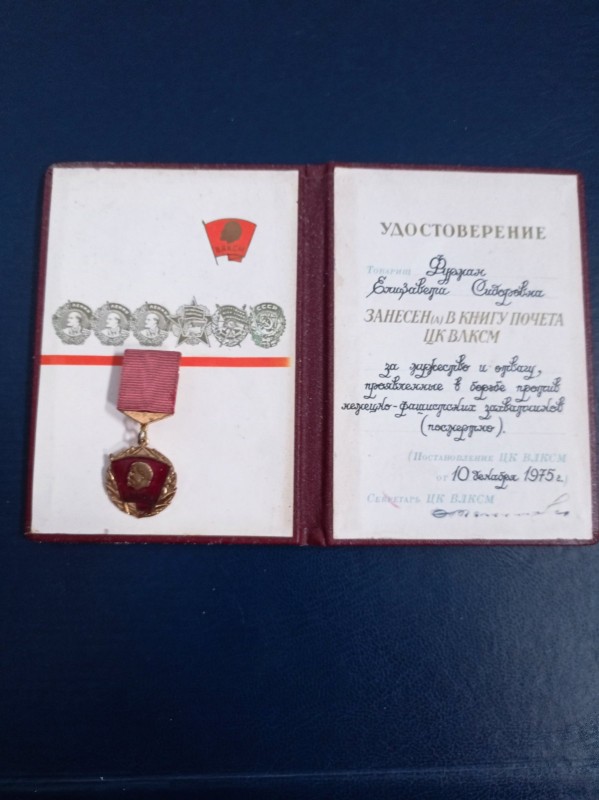 ВЛКСМ
УДОСТОВЕРЕНИЕ
Товарищ Фурман
Елизавета Сидоровна
ЗАНЕСЕН(А) В КНИГУ ПОЧЕТА
ЦК ВЛКСМ
за мужество и отвагу,
проявленные в борьбе против
немецко-фашистских захватчиков
(посмертно).
(Постановление ЦК ВЛКСМ
от 10 декабря 1975 г.)
Секретарь ЦК ВЛКСМ